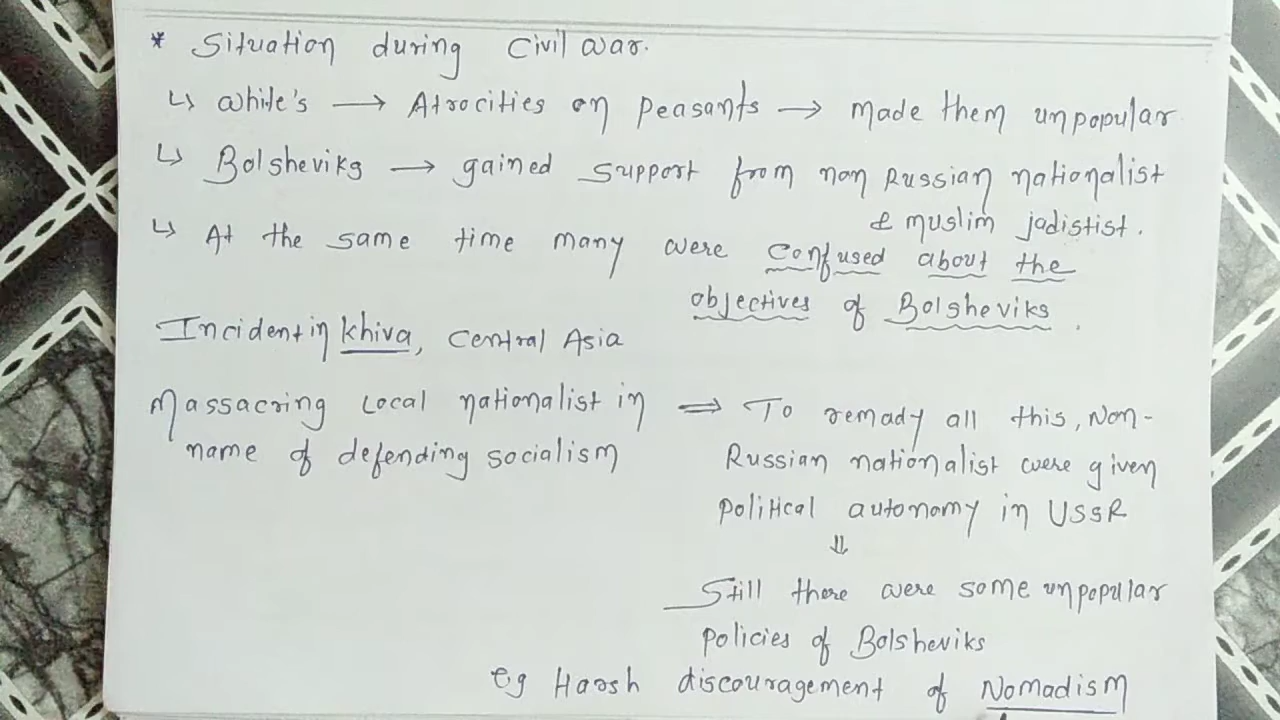 * Situation during Civil war.
↳ White's → Atrocities on Peasants → made them unpopular
↳ Bolsheviks → gained support from non Russian nationalist
& muslim jadistist.
↳ At the same time many were confused about the
objectives of Bolsheviks.
Incident in Khiva, Central Asia
Massacring Local nationalist in
name of defending socialism
⇒ To remady all this, Non-
Russian nationalist were given
Political autonomy in USSR
⇓
Still there were some unpopular
Policies of Bolsheviks
eg Harsh discouragement of Nomadism